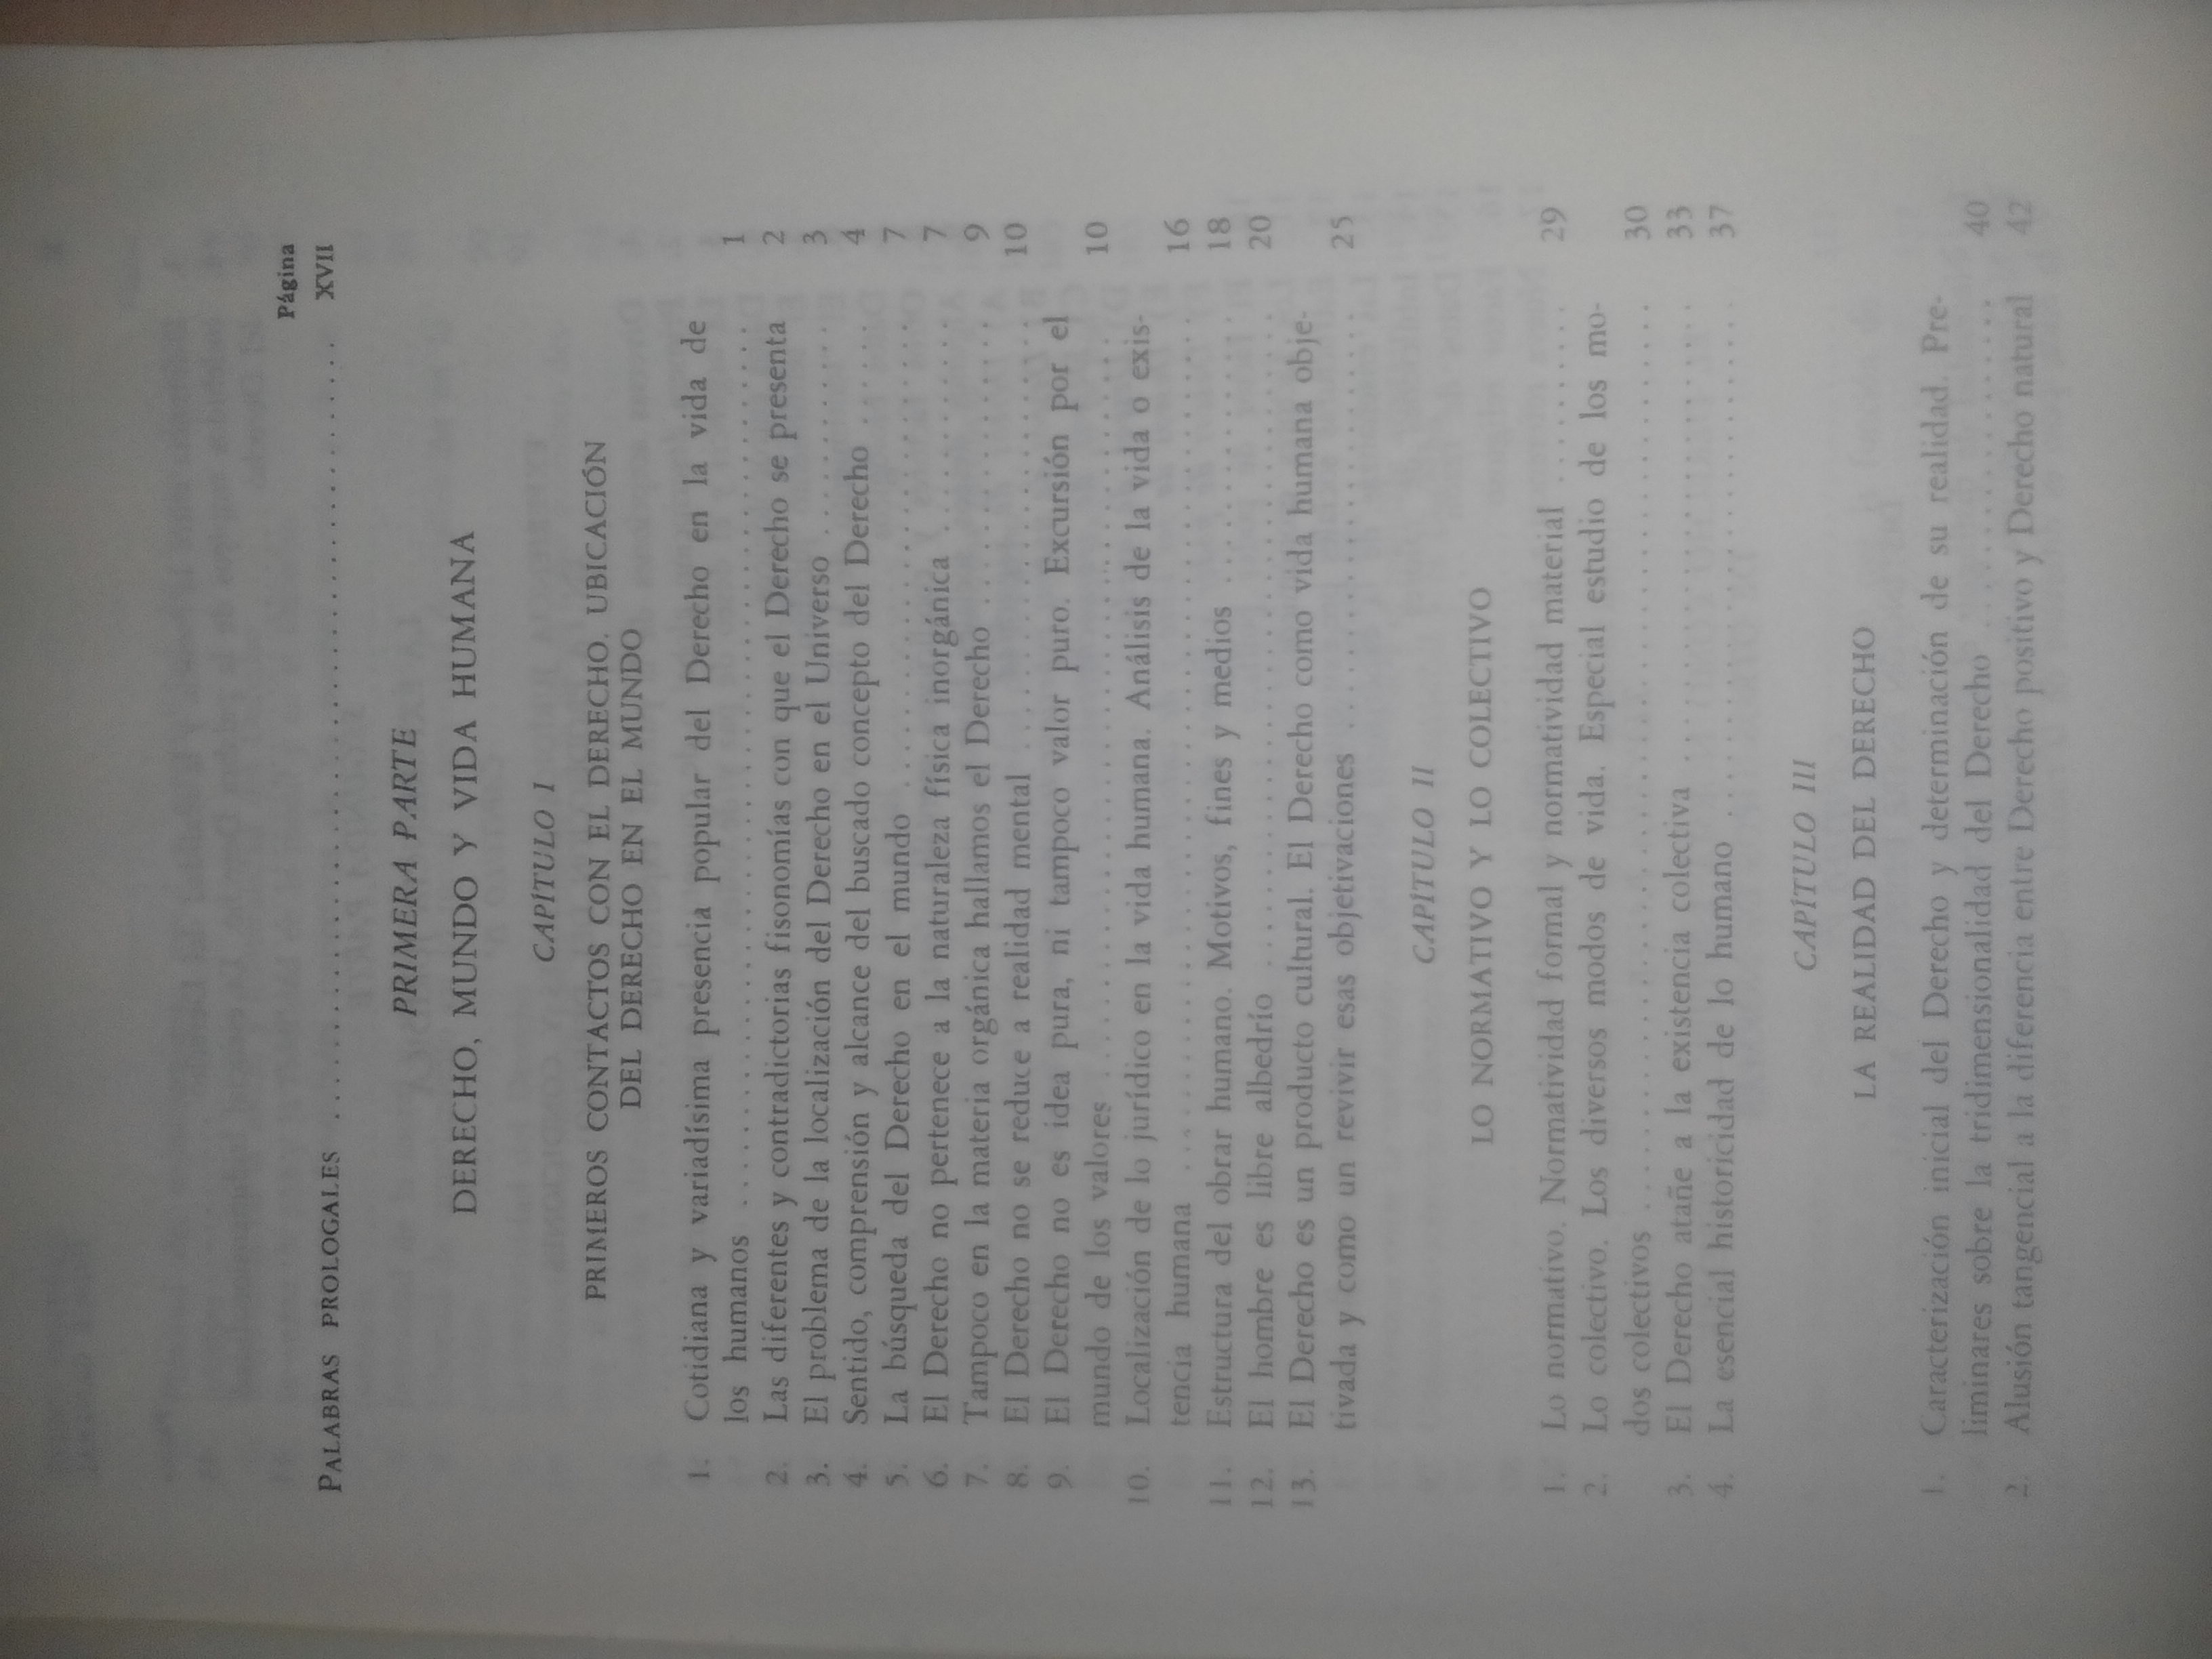 Página
PALABRAS PROLOGALES ........................................ XVII
PRIMERA PARTE
DERECHO, MUNDO Y VIDA HUMANA
CAPÍTULO I
PRIMEROS CONTACTOS CON EL DERECHO. UBICACIÓN
DEL DERECHO EN EL MUNDO
1. Cotidiana y variadísima presencia popular del Derecho en la vida de
los humanos ........................................ 1
2. Las diferentes y contradictorias fisonomías con que el Derecho se presenta 2
3. El problema de la localización del Derecho en el Universo .......... 3
4. Sentido, comprensión y alcance del buscado concepto del Derecho ...... 4
5. La búsqueda del Derecho en el mundo .................... 7
6. El Derecho no pertenece a la naturaleza física inorgánica .......... 7
7. Tampoco en la materia orgánica hallamos el Derecho ............ 9
8. El Derecho no se reduce a realidad mental .................. 10
9. El Derecho no es idea pura, ni tampoco valor puro. Excursión por el
mundo de los valores .............................. 10
10. Localización de lo jurídico en la vida humana. Análisis de la vida o exis-
tencia humana .................................... 16
11. Estructura del obrar humano. Motivos, fines y medios ............ 18
12. El hombre es libre albedrío ............................ 20
13. El Derecho es un producto cultural. El Derecho como vida humana obje-
tivada y como un revivir esas objetivaciones .................. 25
CAPÍTULO II
LO NORMATIVO Y LO COLECTIVO
1. Lo normativo. Normatividad formal y normatividad material ........ 29
2. Lo colectivo. Los diversos modos de vida. Especial estudio de los mo-
dos colectivos .................................... 30
3. El Derecho atañe a la existencia colectiva .................... 33
4. La esencial historicidad de lo humano ...................... 37
CAPÍTULO III
LA REALIDAD DEL DERECHO
1. Caracterización inicial del Derecho y determinación de su realidad. Pre-
liminares sobre la tridimensionalidad del Derecho .............. 40
2. Alusión tangencial a la diferencia entre Derecho positivo y Derecho natural 42